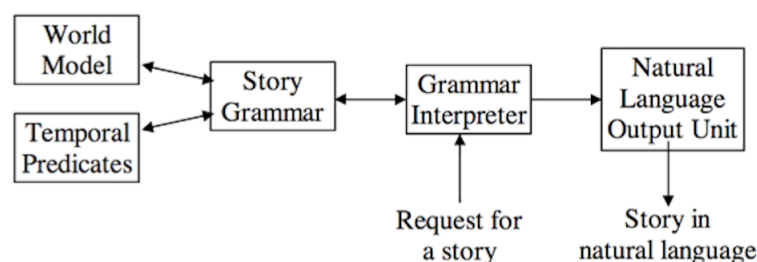 World
Model
Temporal
Predicates
Story
Grammar
Grammar
Interpreter
Natural
Language
Output Unit
Request for
a story
Story in
natural language